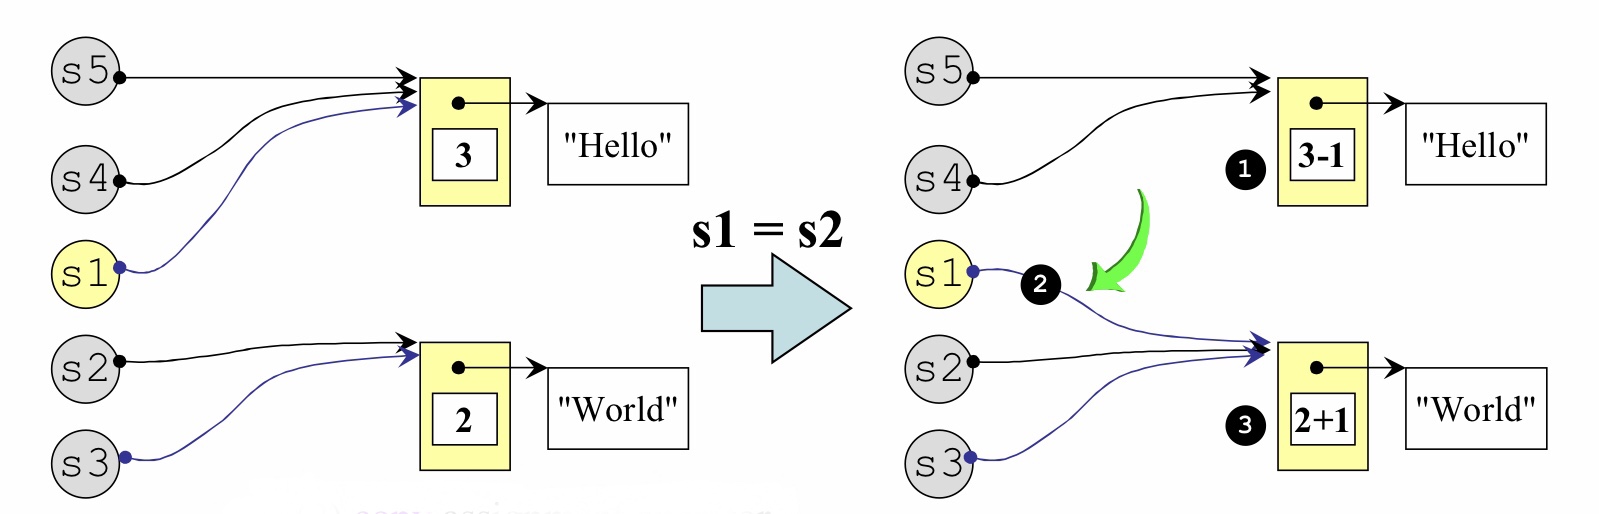 s5
s4
s1
s2
s3
3
"Hello"
2
"World"
s1 = s2
s5
s4
s1
s2
s3
1
3-1
"Hello"
2
3
2+1
"World"